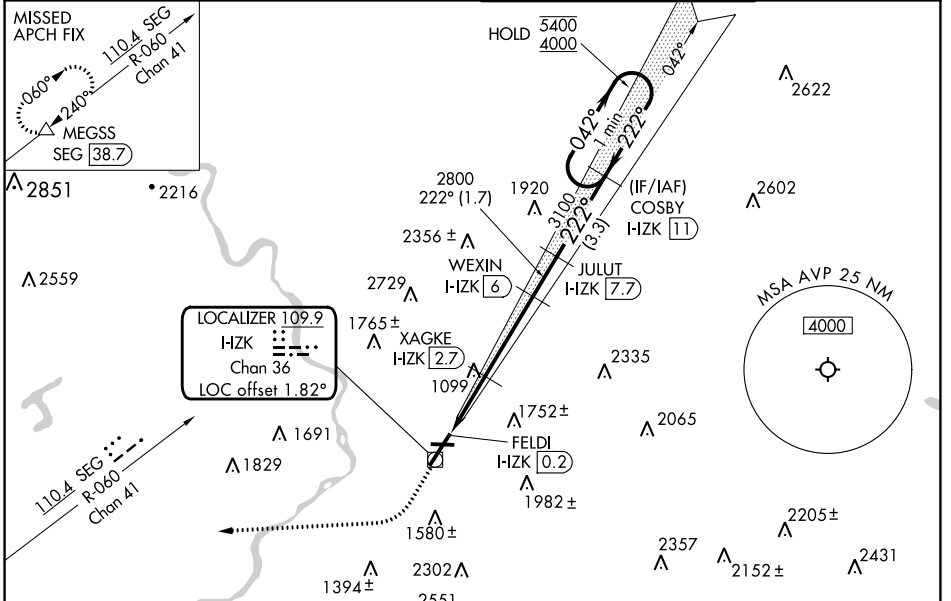 MISSED
APCH FIX
110.4 SEG
R-060
Chan 41
060°
240°
MEGSS
SEG 38.7
HOLD 5400
4000
042°
2622
042°
1 min
222°
2851
2216
2800
222° (1.7)
1920
3100
222°
(3.3)
(IF/IAF)
COSBY
I-IZK 11
2602
2356 ±
WEXIN
I-IZK 6
JULUT
I-IZK 7.7
2559
2729
MSA AVP 25 NM
4000
LOCALIZER 109.9
I-IZK
Chan 36
LOC offset 1.82°
1765 ±
XAGKE
I-IZK 2.7
1099
2335
1752 ±
2065
1691
FELDI
I-IZK 0.2
1829
110.4 SEG
R-060
Chan 41
1982 ±
1580 ±
2205 ±
1394 ±
2302
2357
2152 ±
2431
2551